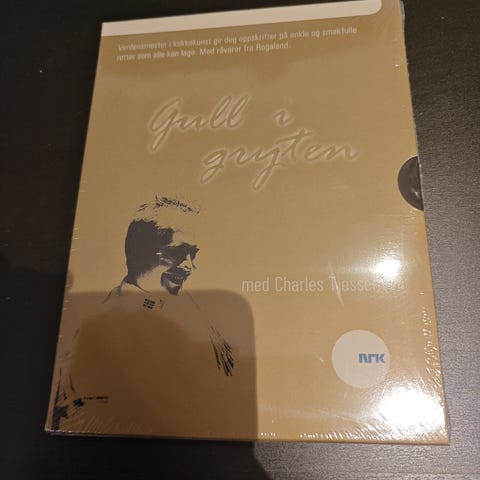 Verdensmester i kokkekunst gir deg oppskrifter på enkle og smakfulle
retter som alle kan lage. Med råvarer fra Rogaland.
Gull i
gryten
med Charles Tjessem
NRK